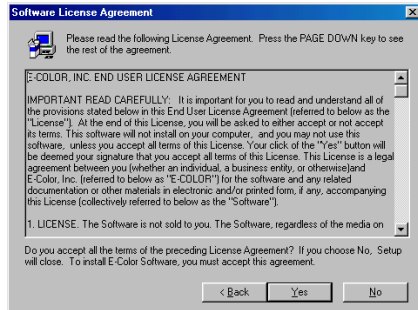 Software License Agreement
Please read the following License Agreement. Press the PAGE DOWN key to see
the rest of the agreement.
E-COLOR, INC. END USER LICENSE AGREEMENT
IMPORTANT READ CAREFULLY: It is important for you to read and understand all of
the provisions stated below in this End User License Agreement (referred to below as the
"License"). At the end of this License, you will be asked to either accept or not accept
its terms. This software will not install on your computer, and you may not use this
software, unless you accept all terms of this License. Your click of the "Yes" button will
be deemed your signature that you accept all terms of this License. This License is a legal
agreement between you (whether an individual, a business entity, or otherwise)and
E-Color, Inc. (referred to below as "E-COLOR") for the software and any related
documentation or other materials in electronic and/or printed form, if any, accompanying
this License (collectively referred to below as the "Software").
1. LICENSE. The Software is not sold to you. The Software, regardless of the media on
Do you accept all the terms of the preceding License Agreement? If you choose No, Setup
will close. To install E-Color Software, you must accept this agreement.
< Back Yes No